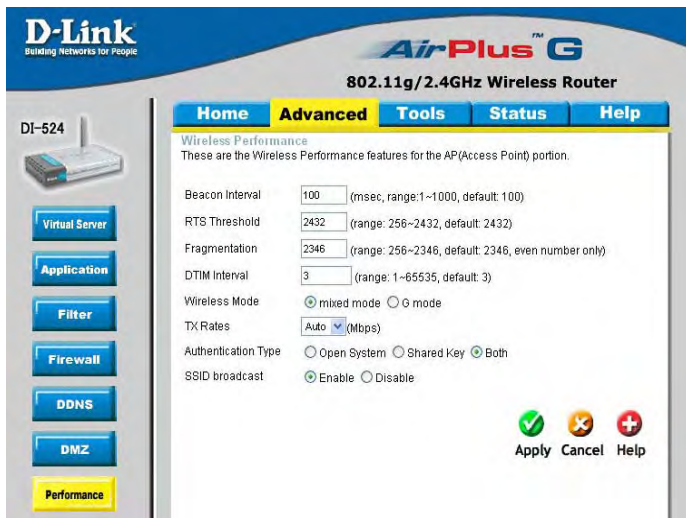 D-Link
Building Networks for People
AirPlus™ G
802.11g/2.4GHz Wireless Router
DI-524
Home Advanced Tools Status Help
Wireless Performance
These are the Wireless Performance features for the AP(Access Point) portion.
Beacon Interval 100 (msec, range:1~1000, default: 100)
RTS Threshold 2432 (range: 256~2432, default: 2432)
Fragmentation 2346 (range: 256~2346, default: 2346, even number only)
DTIM Interval 3 (range: 1~65535, default: 3)
Wireless Mode mixed mode G mode
TX Rates Auto (Mbps)
Authentication Type Open System Shared Key Both
SSID broadcast Enable Disable
Virtual Server
Application
Filter
Firewall
DDNS
DMZ
Performance
Apply Cancel Help